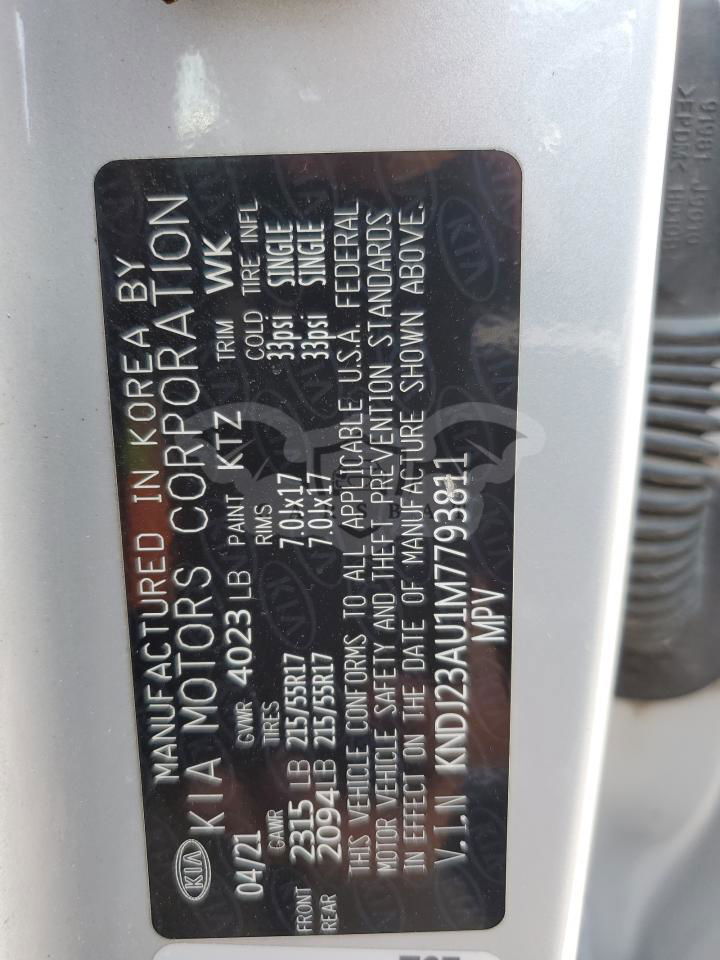 KIA MANUFACTURED IN KOREA BY
KIA MOTORS CORPORATION
04/21 GVWR 4023 LB PAINT KTZ TRIM WK
GAWR TIRES RIMS COLD TIRE INFL
FRONT 2315 LB 215/55R17 7.0Jx17 33psi SINGLE
REAR 2094 LB 215/55R17 7.0Jx17 33psi SINGLE
THIS VEHICLE CONFORMS TO ALL APPLICABLE U.S.A. FEDERAL
MOTOR VEHICLE SAFETY AND THEFT PREVENTION STANDARDS
IN EFFECT ON THE DATE OF MANUFACTURE SHOWN ABOVE.
V.I.N KNDJ23AU1M7793811
MPV